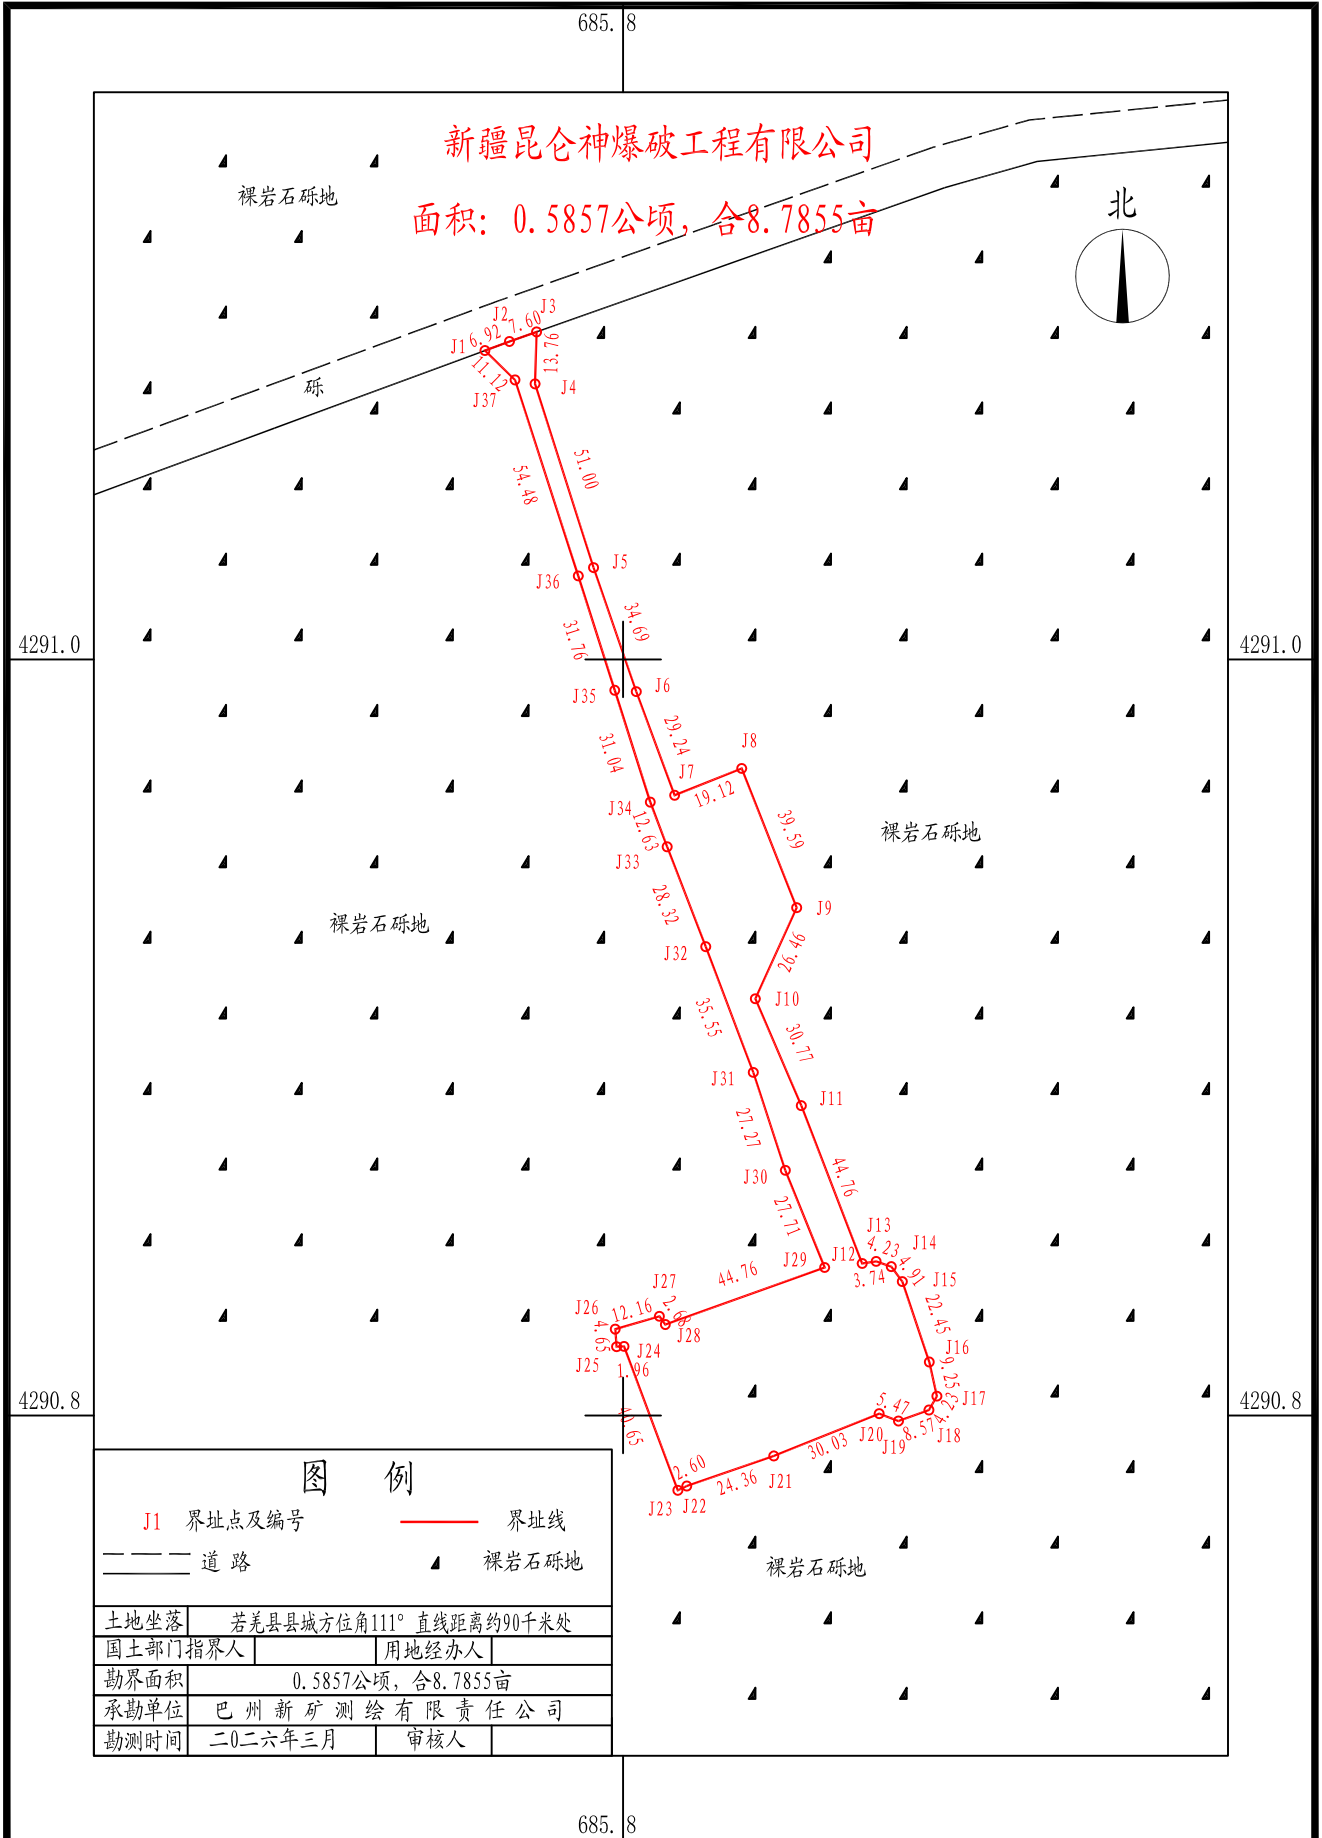 685.8
新疆昆仑神爆破工程有限公司
面积: 0.5857公顷, 合8.7855亩
北
裸岩石砾地
砾
J1
6.92
J2
7.60
J3
13.76
J4
11.12
J37
51.00
54.48
J5
J36
34.69
31.76
4291.0
4291.0
J6
J35
29.24
31.04
J7
J8
19.12
J34
12.63
J33
39.59
裸岩石砾地
28.32
J9
裸岩石砾地
26.46
J32
J10
35.55
30.77
J31
J11
27.27
44.76
J30
27.71
J13
4.23
J14
J12
3.74
4.91
J15
J29
44.76
22.45
J27
2.68
J26
12.16
J28
4.65
J25
J24
1.96
J16
9.25
J17
4.23
J18
8.57
J19
5.47
J20
4290.8
4290.8
40.65
30.03
J21
24.36
2.60
J22
J23
裸岩石砾地
图 例
J1 界址点及编号 界址线
道 路 裸岩石砾地
土地坐落 若羌县县城方位角111° 直线距离约90千米处
国土部门指界人 用地经办人
勘界面积 0.5857公顷, 合8.7855亩
承勘单位 巴州新矿测绘有限责任公司
勘测时间 二0二六年三月 审核人
685.8